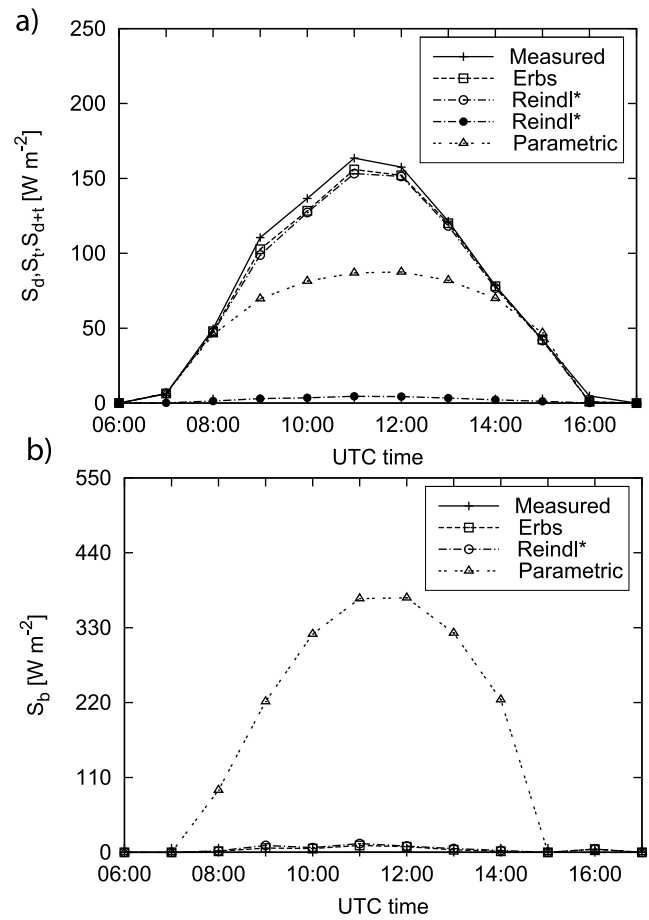 a)
250
200
150
100
50
0
S_d,S_t,S_d+t [W m-2]
Measured
Erbs
Reindl*
Reindl*
Parametric
06:00 08:00 10:00 12:00 14:00 16:00
UTC time
b)
550
440
330
220
110
0
S_b [W m-2]
Measured
Erbs
Reindl*
Parametric
06:00 08:00 10:00 12:00 14:00 16:00
UTC time